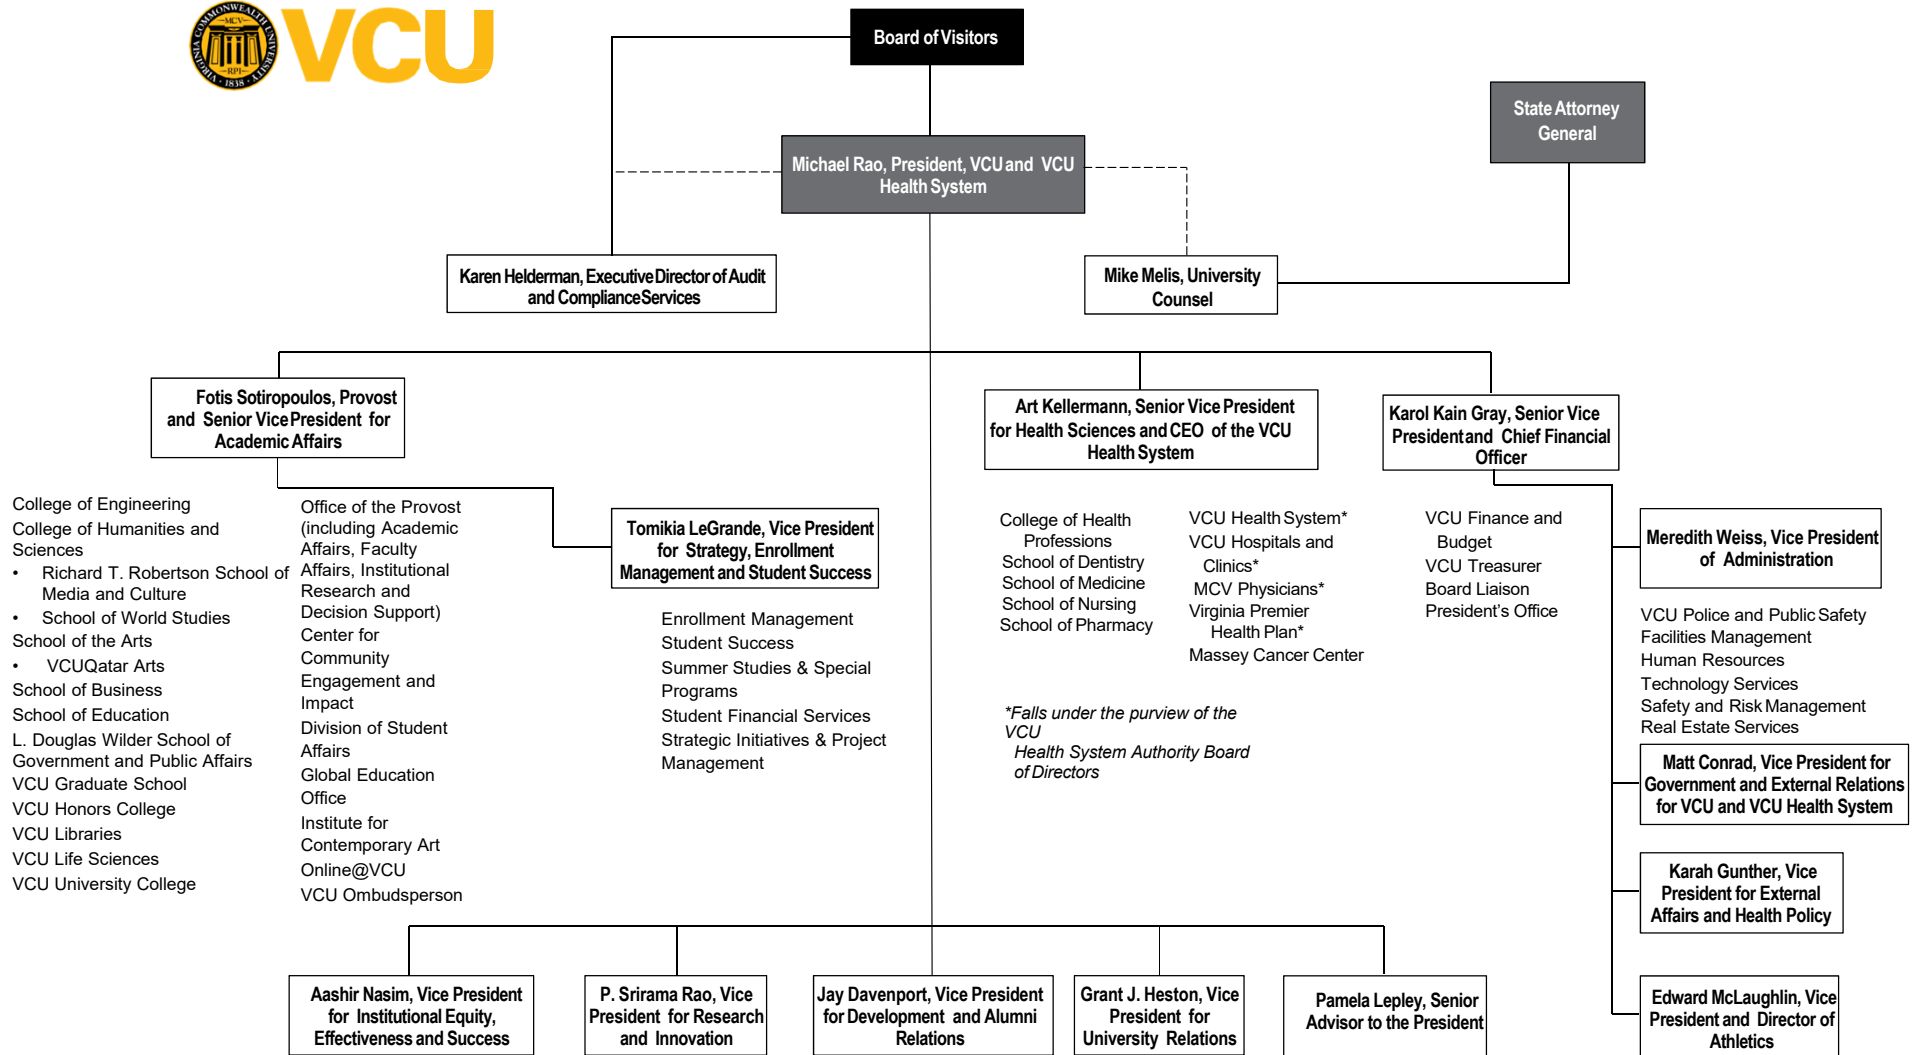 VIRGINIA COMMONWEALTH UNIVERSITY
MCV
RPI
1838
VCU
Board of Visitors
State Attorney
General
Michael Rao, President, VCU and VCU
Health System
Karen Helderman, Executive Director of Audit
and Compliance Services
Mike Melis, University
Counsel
Fotis Sotiropoulos, Provost
and Senior Vice President for
Academic Affairs
Art Kellermann, Senior Vice President
for Health Sciences and CEO of the VCU
Health System
Karol Kain Gray, Senior Vice
President and Chief Financial
Officer
College of Engineering
College of Humanities and
Sciences
• Richard T. Robertson School of
Media and Culture
• School of World Studies
School of the Arts
• VCUQatar Arts
School of Business
School of Education
L. Douglas Wilder School of
Government and Public Affairs
VCU Graduate School
VCU Honors College
VCU Libraries
VCU Life Sciences
VCU University College
Office of the Provost
(including Academic
Affairs, Faculty
Affairs, Institutional
Research and
Decision Support)
Center for
Community
Engagement and
Impact
Division of Student
Affairs
Global Education
Office
Institute for
Contemporary Art
Online@VCU
VCU Ombudsperson
Tomikia LeGrande, Vice President
for Strategy, Enrollment
Management and Student Success
Enrollment Management
Student Success
Summer Studies & Special
Programs
Student Financial Services
Strategic Initiatives & Project
Management
College of Health
Professions
School of Dentistry
School of Medicine
School of Nursing
School of Pharmacy
VCU Health System*
VCU Hospitals and
Clinics*
MCV Physicians*
Virginia Premier
Health Plan*
Massey Cancer Center
*Falls under the purview of the
VCU
Health System Authority Board
of Directors
VCU Finance and
Budget
VCU Treasurer
Board Liaison
President's Office
Meredith Weiss, Vice President
of Administration
VCU Police and Public Safety
Facilities Management
Human Resources
Technology Services
Safety and Risk Management
Real Estate Services
Matt Conrad, Vice President for
Government and External Relations
for VCU and VCU Health System
Karah Gunther, Vice
President for External
Affairs and Health Policy
Edward McLaughlin, Vice
President and Director of
Athletics
Aashir Nasim, Vice President
for Institutional Equity,
Effectiveness and Success
P. Srirama Rao, Vice
President for Research
and Innovation
Jay Davenport, Vice President
for Development and Alumni
Relations
Grant J. Heston, Vice
President for
University Relations
Pamela Lepley, Senior
Advisor to the President